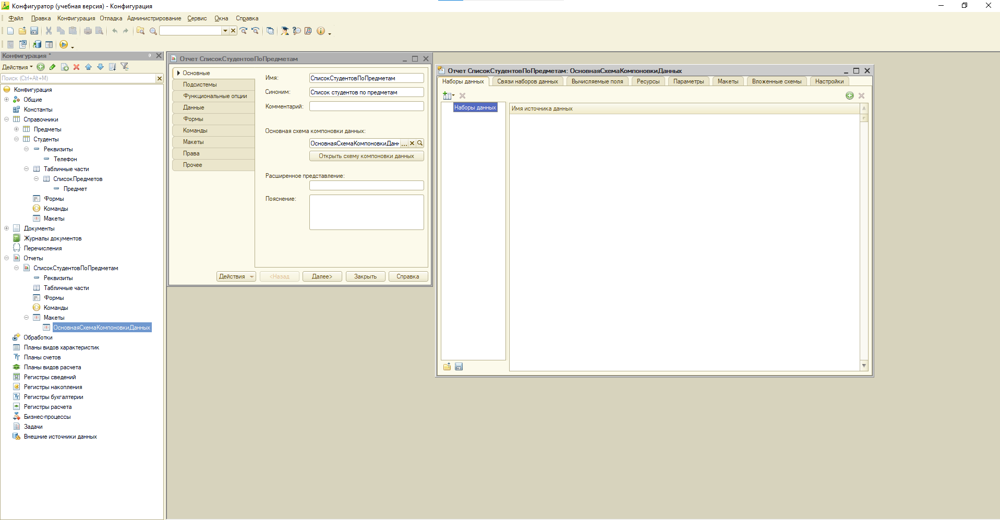 Конфигуратор (учебная версия) - Конфигурация
Файл Правка Конфигурация Отладка Администрирование Сервис Окна Справка
Конфигурация *
Действия
Поиск (Ctrl+Alt+M)
Конфигурация
Общие
Константы
Справочники
Предметы
Студенты
Реквизиты
Телефон
Табличные части
СписокПредметов
Предмет
Формы
Команды
Макеты
Документы
Журналы документов
Перечисления
Отчеты
СписокСтудентовПоПредметам
Реквизиты
Табличные части
Формы
Команды
Макеты
ОсновнаяСхемаКомпоновкиДанных
Обработки
Планы видов характеристик
Планы счетов
Планы видов расчета
Регистры сведений
Регистры накопления
Регистры бухгалтерии
Регистры расчета
Бизнес-процессы
Задачи
Внешние источники данных
Отчет СписокСтудентовПоПредметам
Основные
Подсистемы
Функциональные опции
Данные
Формы
Команды
Макеты
Права
Прочее
Имя: СписокСтудентовПоПредметам
Синоним: Список студентов по предметам
Комментарий:
Основная схема компоновки данных:
ОсновнаяСхемаКомпоновкиДанн ...
Открыть схему компоновки данных
Расширенное представление:
Пояснение:
Действия <Назад Далее> Закрыть Справка
Отчет СписокСтудентовПоПредметам: ОсновнаяСхемаКомпоновкиДанных
Наборы данных Связи наборов данных Вычисляемые поля Ресурсы Параметры Макеты Вложенные схемы Настройки
Наборы данных
Имя источника данных